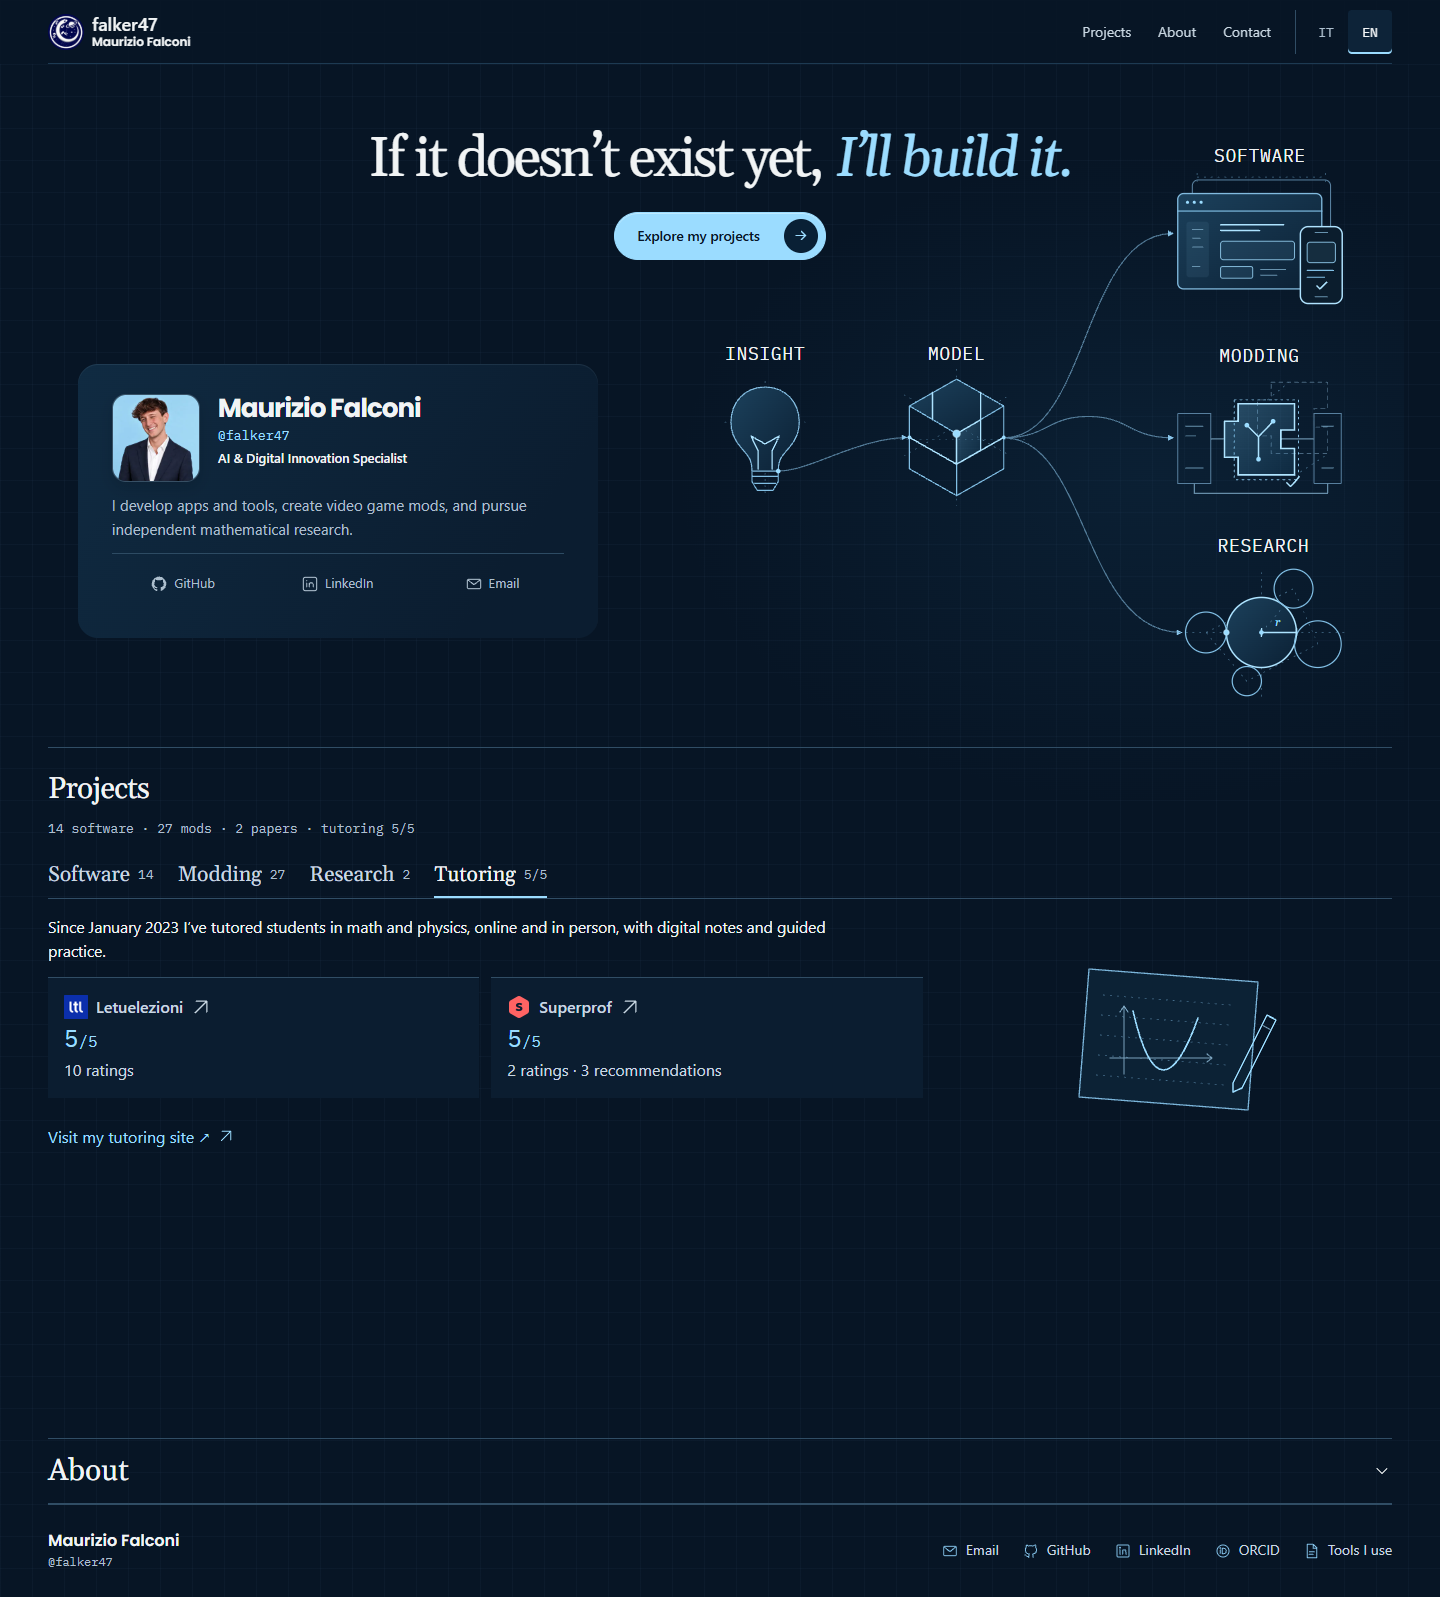 falker47
Maurizio Falconi
Projects
About
Contact
IT
EN
If it doesn’t exist yet, I’ll build it.
Explore my projects
SOFTWARE
INSIGHT
MODEL
MODDING
RESEARCH
r
Maurizio Falconi
@falker47
AI & Digital Innovation Specialist
I develop apps and tools, create video game mods, and pursue
independent mathematical research.
GitHub
LinkedIn
Email
Projects
14 software · 27 mods · 2 papers · tutoring 5/5
Software 14
Modding 27
Research 2
Tutoring 5/5
Since January 2023 I’ve tutored students in math and physics, online and in person, with digital notes and guided
practice.
ltl
Letuelezioni
5/5
10 ratings
S
Superprof
5/5
2 ratings · 3 recommendations
Visit my tutoring site ↗
About
Maurizio Falconi
@falker47
Email
GitHub
LinkedIn
iD
ORCID
Tools I use